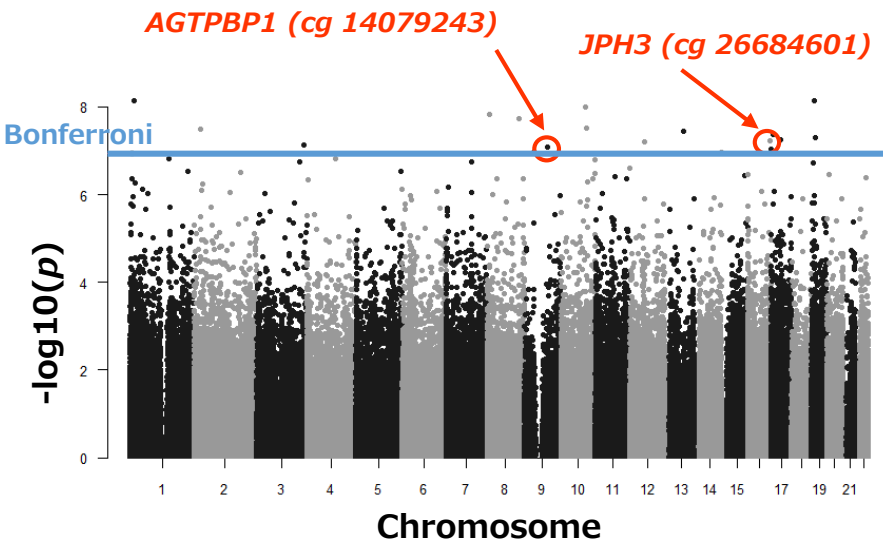 AGTPBP1 (cg 14079243)
JPH3 (cg 26684601)
Bonferroni
8
6
4
2
0
-log10(p)
1 2 3 4 5 6 7 8 9 10 11 12 13 14 15 17 19 21
Chromosome